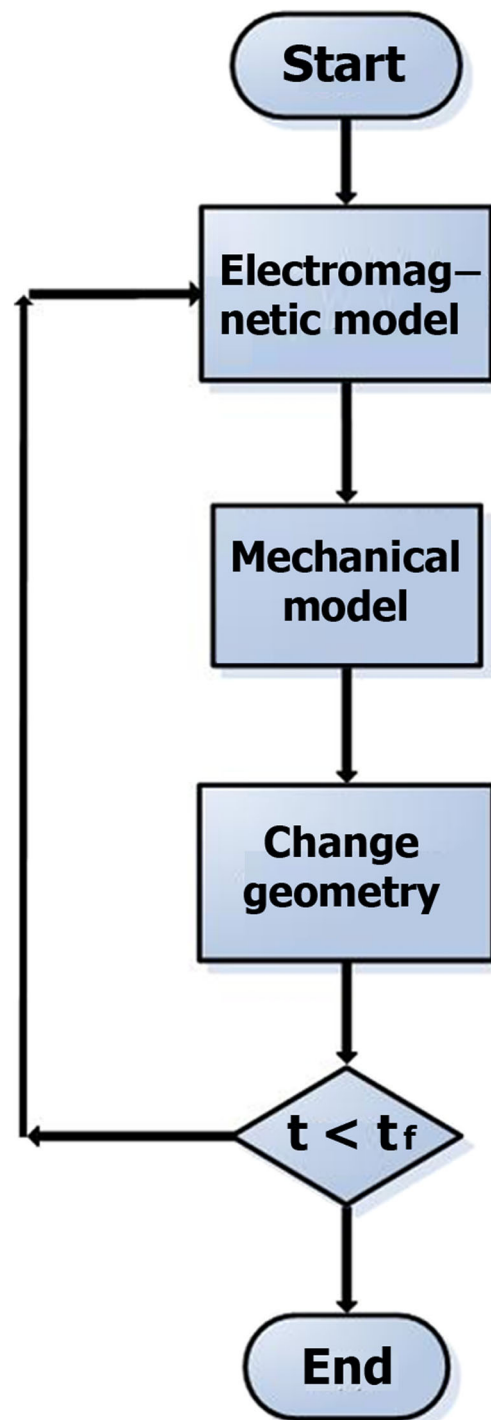 Start
Electromag–
netic model
Mechanical
model
Change
geometry
t < tf
End